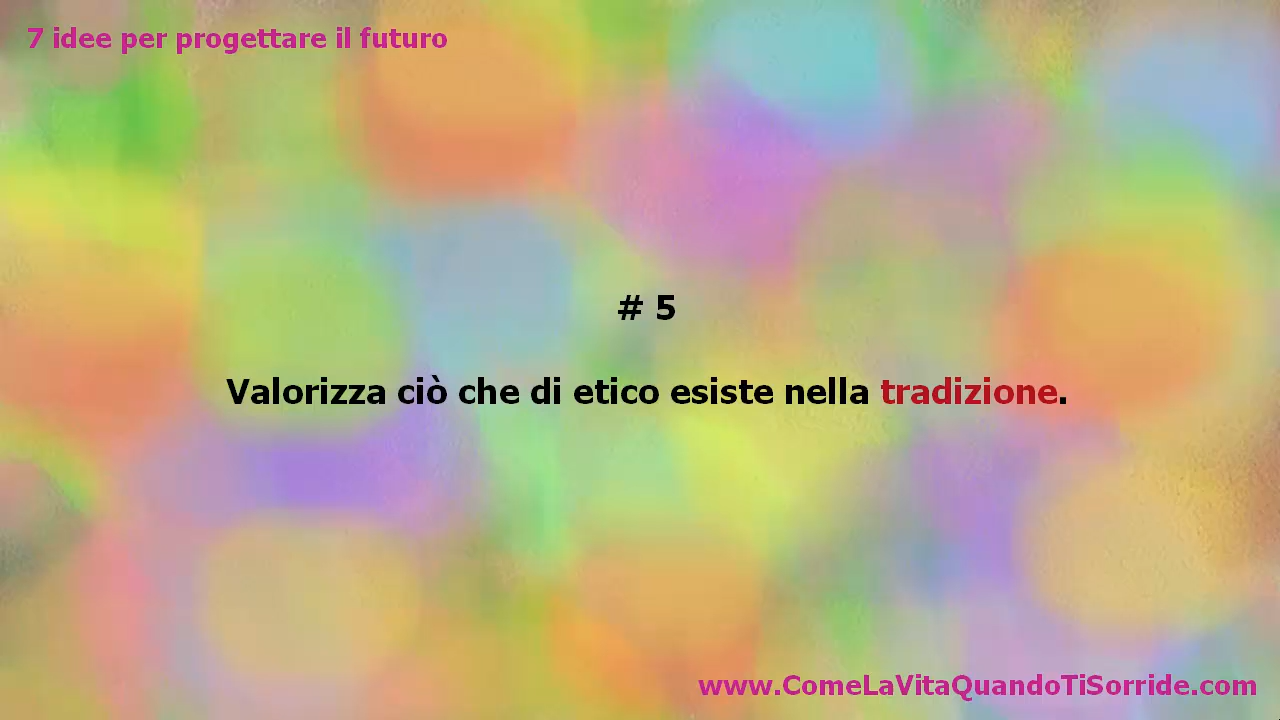 7 idee per progettare il futuro
# 5
Valorizza ciò che di etico esiste nella tradizione.
www.ComeLaVitaQuandoTiSorride.com